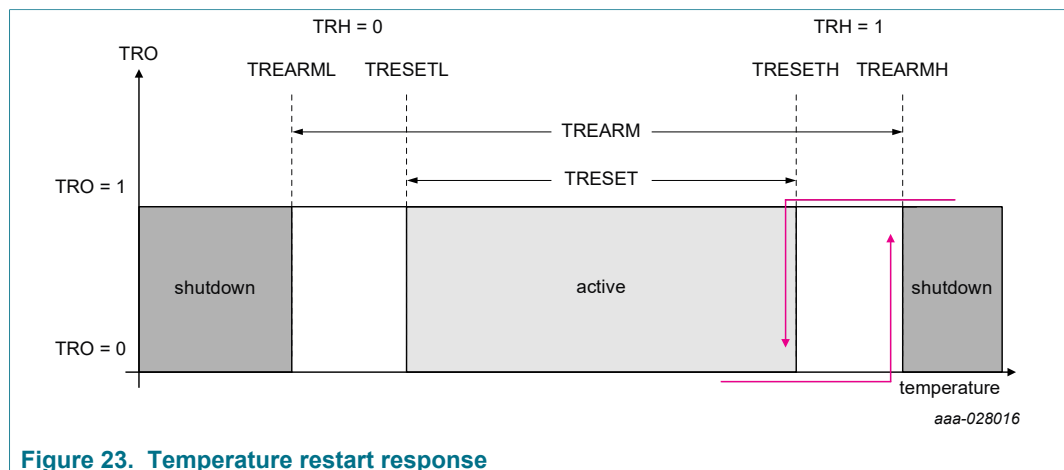 TRH = 0 TRH = 1
TRO
TREARML TRESETL TRESETH TREARMH
TREARM
TRESET
TRO = 1
shutdown active shutdown
TRO = 0
temperature
aaa-028016
Figure 23. Temperature restart response